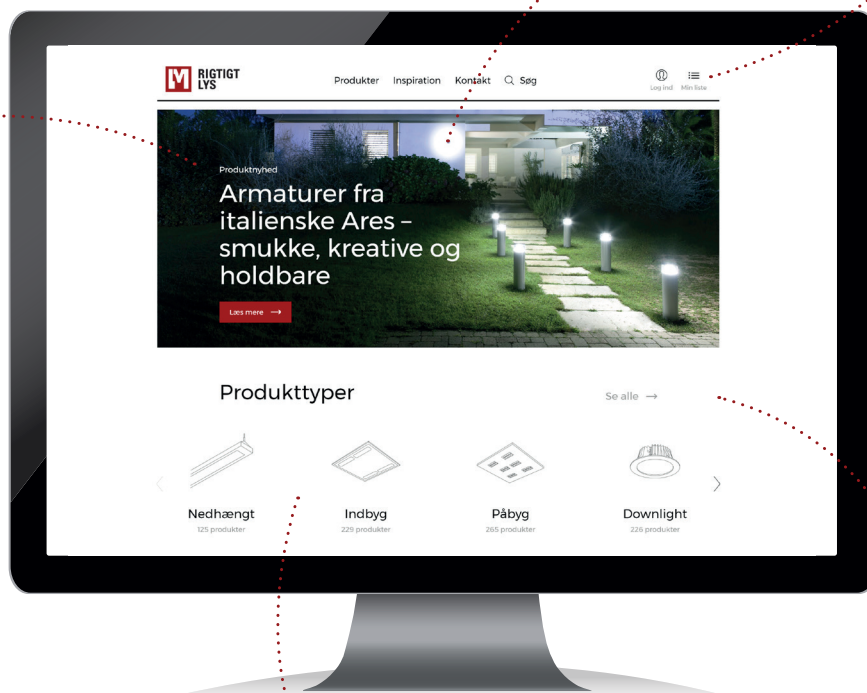 RIGTIGT
LYS
Produkter Inspiration Kontakt Søg
Log ind Min liste
Produktnyhed
Armaturer fra
italienske Ares –
smukke, kreative og
holdbare
Læs mere →
Produkttyper
Se alle →
Nedhængt
125 produkter
Indbyg
229 produkter
Påbyg
265 produkter
Downlight
226 produkter